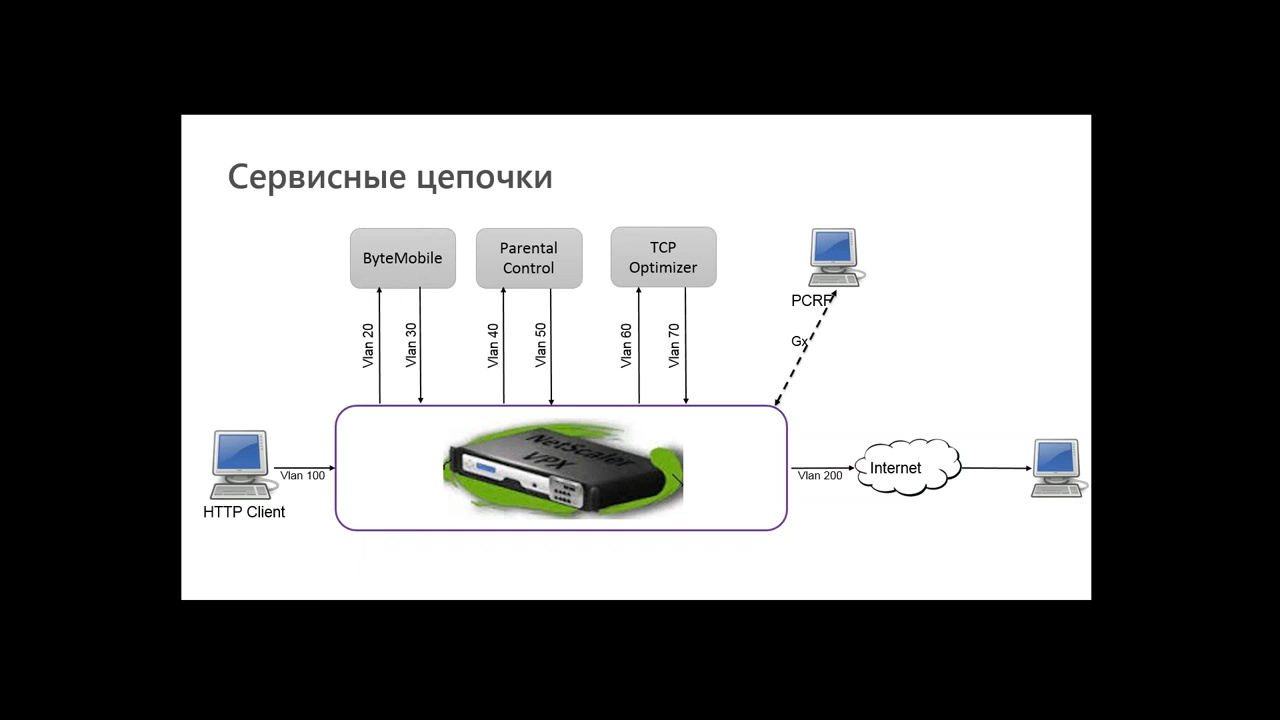 Сервисные цепочки
ByteMobile
Parental
Control
TCP
Optimizer
PCRF
Vlan 20
Vlan 30
Vlan 40
Vlan 50
Vlan 60
Vlan 70
Gx
NetScaler
VPX
Vlan 100
Vlan 200
Internet
HTTP Client